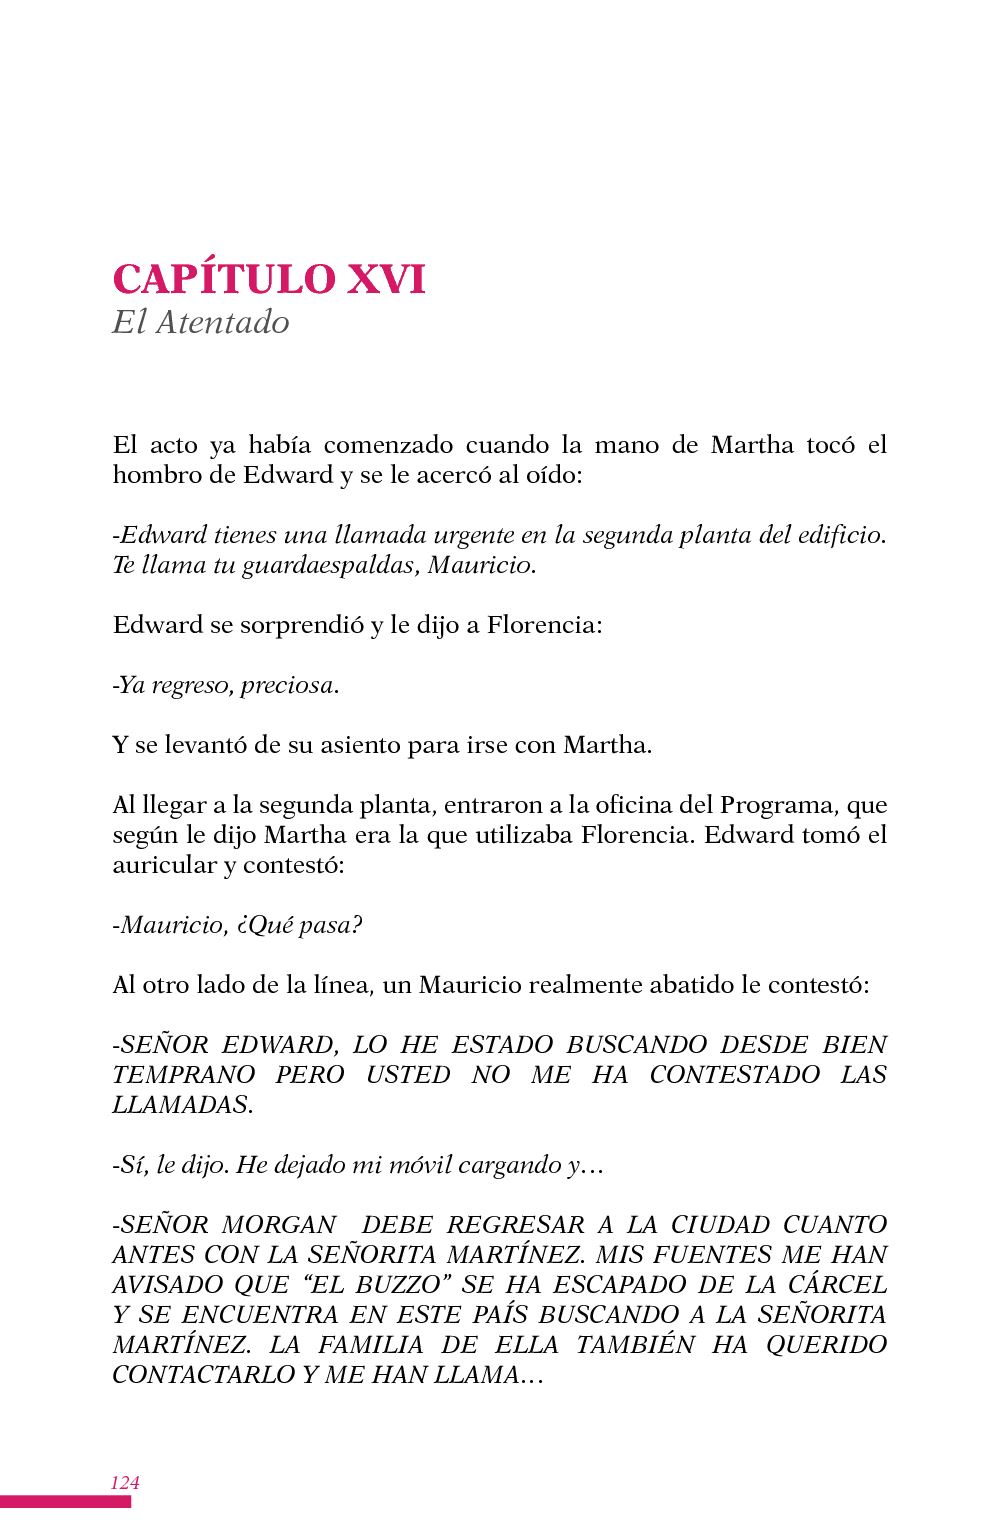 CAPÍTULO XVI
El Atentado
El acto ya había comenzado cuando la mano de Martha tocó el
hombro de Edward y se le acercó al oído:
-Edward tienes una llamada urgente en la segunda planta del edificio.
Te llama tu guardaespaldas, Mauricio.
Edward se sorprendió y le dijo a Florencia:
-Ya regreso, preciosa.
Y se levantó de su asiento para irse con Martha.
Al llegar a la segunda planta, entraron a la oficina del Programa, que
según le dijo Martha era la que utilizaba Florencia. Edward tomó el
auricular y contestó:
-Mauricio, ¿Qué pasa?
Al otro lado de la línea, un Mauricio realmente abatido le contestó:
-SEÑOR EDWARD, LO HE ESTADO BUSCANDO DESDE BIEN
TEMPRANO PERO USTED NO ME HA CONTESTADO LAS
LLAMADAS.
-Sí, le dijo. He dejado mi móvil cargando y…
-SEÑOR MORGAN  DEBE REGRESAR A LA CIUDAD CUANTO
ANTES CON LA SEÑORITA MARTÍNEZ. MIS FUENTES ME HAN
AVISADO QUE “EL BUZZO” SE HA ESCAPADO DE LA CÁRCEL
Y SE ENCUENTRA EN ESTE PAÍS BUSCANDO A LA SEÑORITA
MARTÍNEZ. LA FAMILIA DE ELLA TAMBIÉN HA QUERIDO
CONTACTARLO Y ME HAN LLAMA…
124